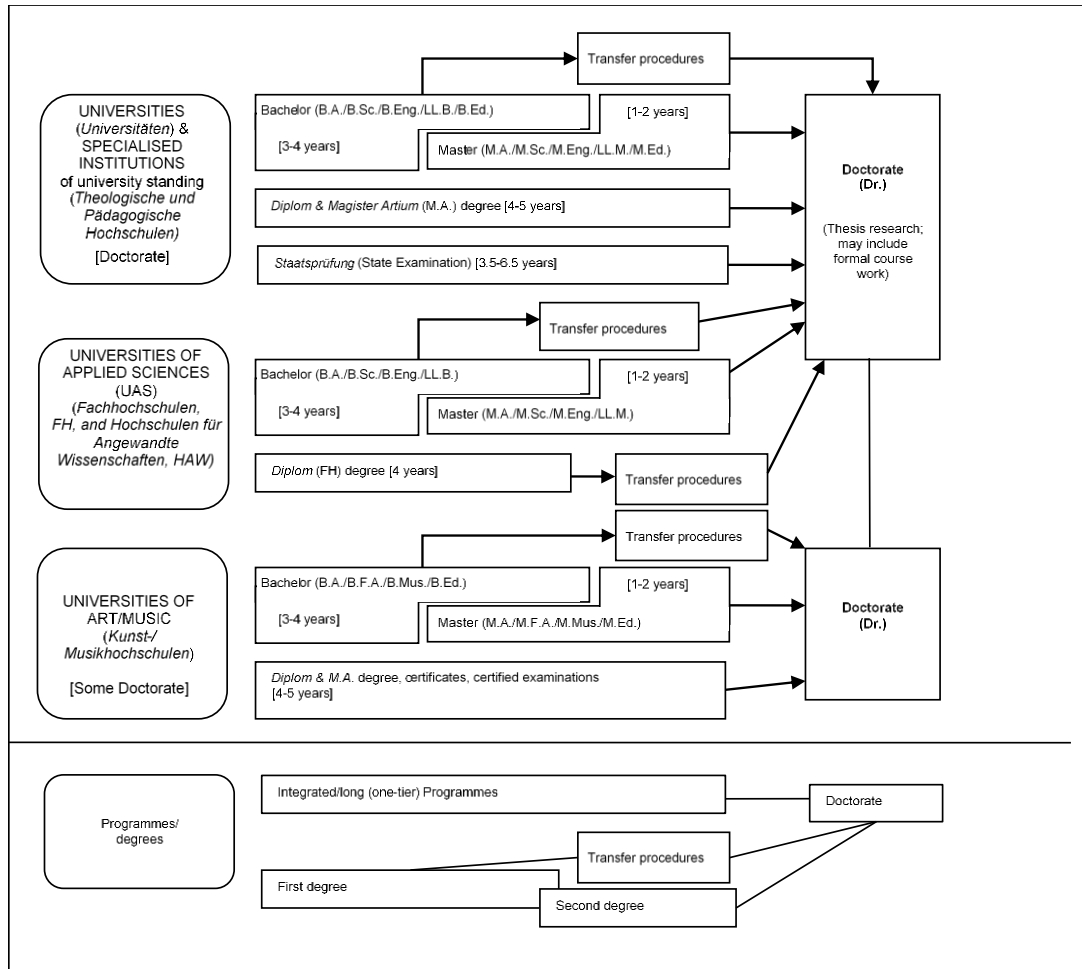 Transfer procedures
UNIVERSITIES
(Universitäten) &
SPECIALISED
INSTITUTIONS
of university standing
(Theologische und
Pädagogische
Hochschulen)
[Doctorate]
Bachelor (B.A./B.Sc./B.Eng./LL.B./B.Ed.)
[3-4 years]
[1-2 years]
Master (M.A./M.Sc./M.Eng./LL.M./M.Ed.)
Diplom & Magister Artium (M.A.) degree [4-5 years]
Staatsprüfung (State Examination) [3.5-6.5 years]
Doctorate
(Dr.)
(Thesis research;
may include
formal course
work)
Transfer procedures
UNIVERSITIES OF
APPLIED SCIENCES
(UAS)
(Fachhochschulen,
FH, and Hochschulen für
Angewandte
Wissenschaften, HAW)
Bachelor (B.A./B.Sc./B.Eng./LL.B.)
[3-4 years]
[1-2 years]
Master (M.A./M.Sc./M.Eng./LL.M.)
Diplom (FH) degree [4 years]
Transfer procedures
Transfer procedures
UNIVERSITIES OF
ART/MUSIC
(Kunst-/
Musikhochschulen)
[Some Doctorate]
Bachelor (B.A./B.F.A./B.Mus./B.Ed.)
[3-4 years]
[1-2 years]
Master (M.A./M.F.A./M.Mus./M.Ed.)
Diplom & M.A. degree, certificates, certified examinations
[4-5 years]
Doctorate
(Dr.)
Programmes/
degrees
Integrated/long (one-tier) Programmes
Doctorate
Transfer procedures
First degree
Second degree